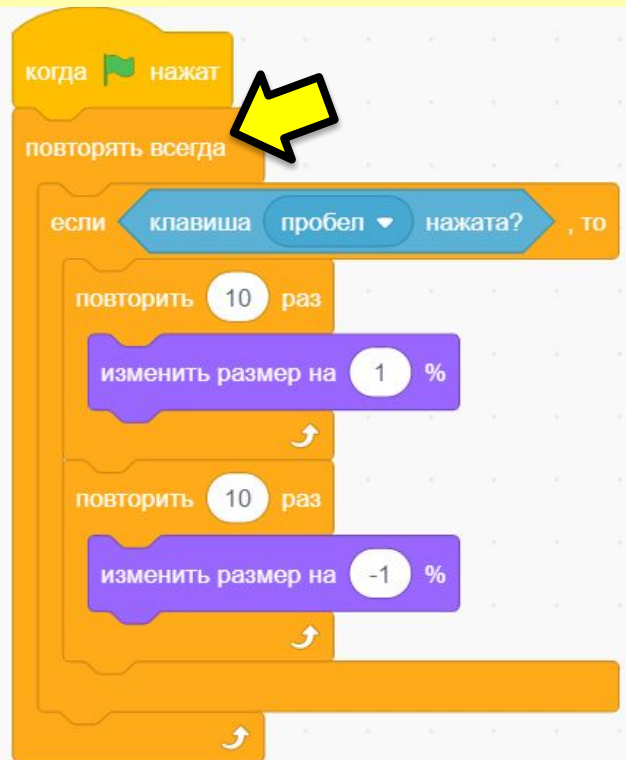 когда нажат
повторять всегда
если клавиша пробел нажата? , то
повторить 10 раз
изменить размер на 1 %
повторить 10 раз
изменить размер на -1 %